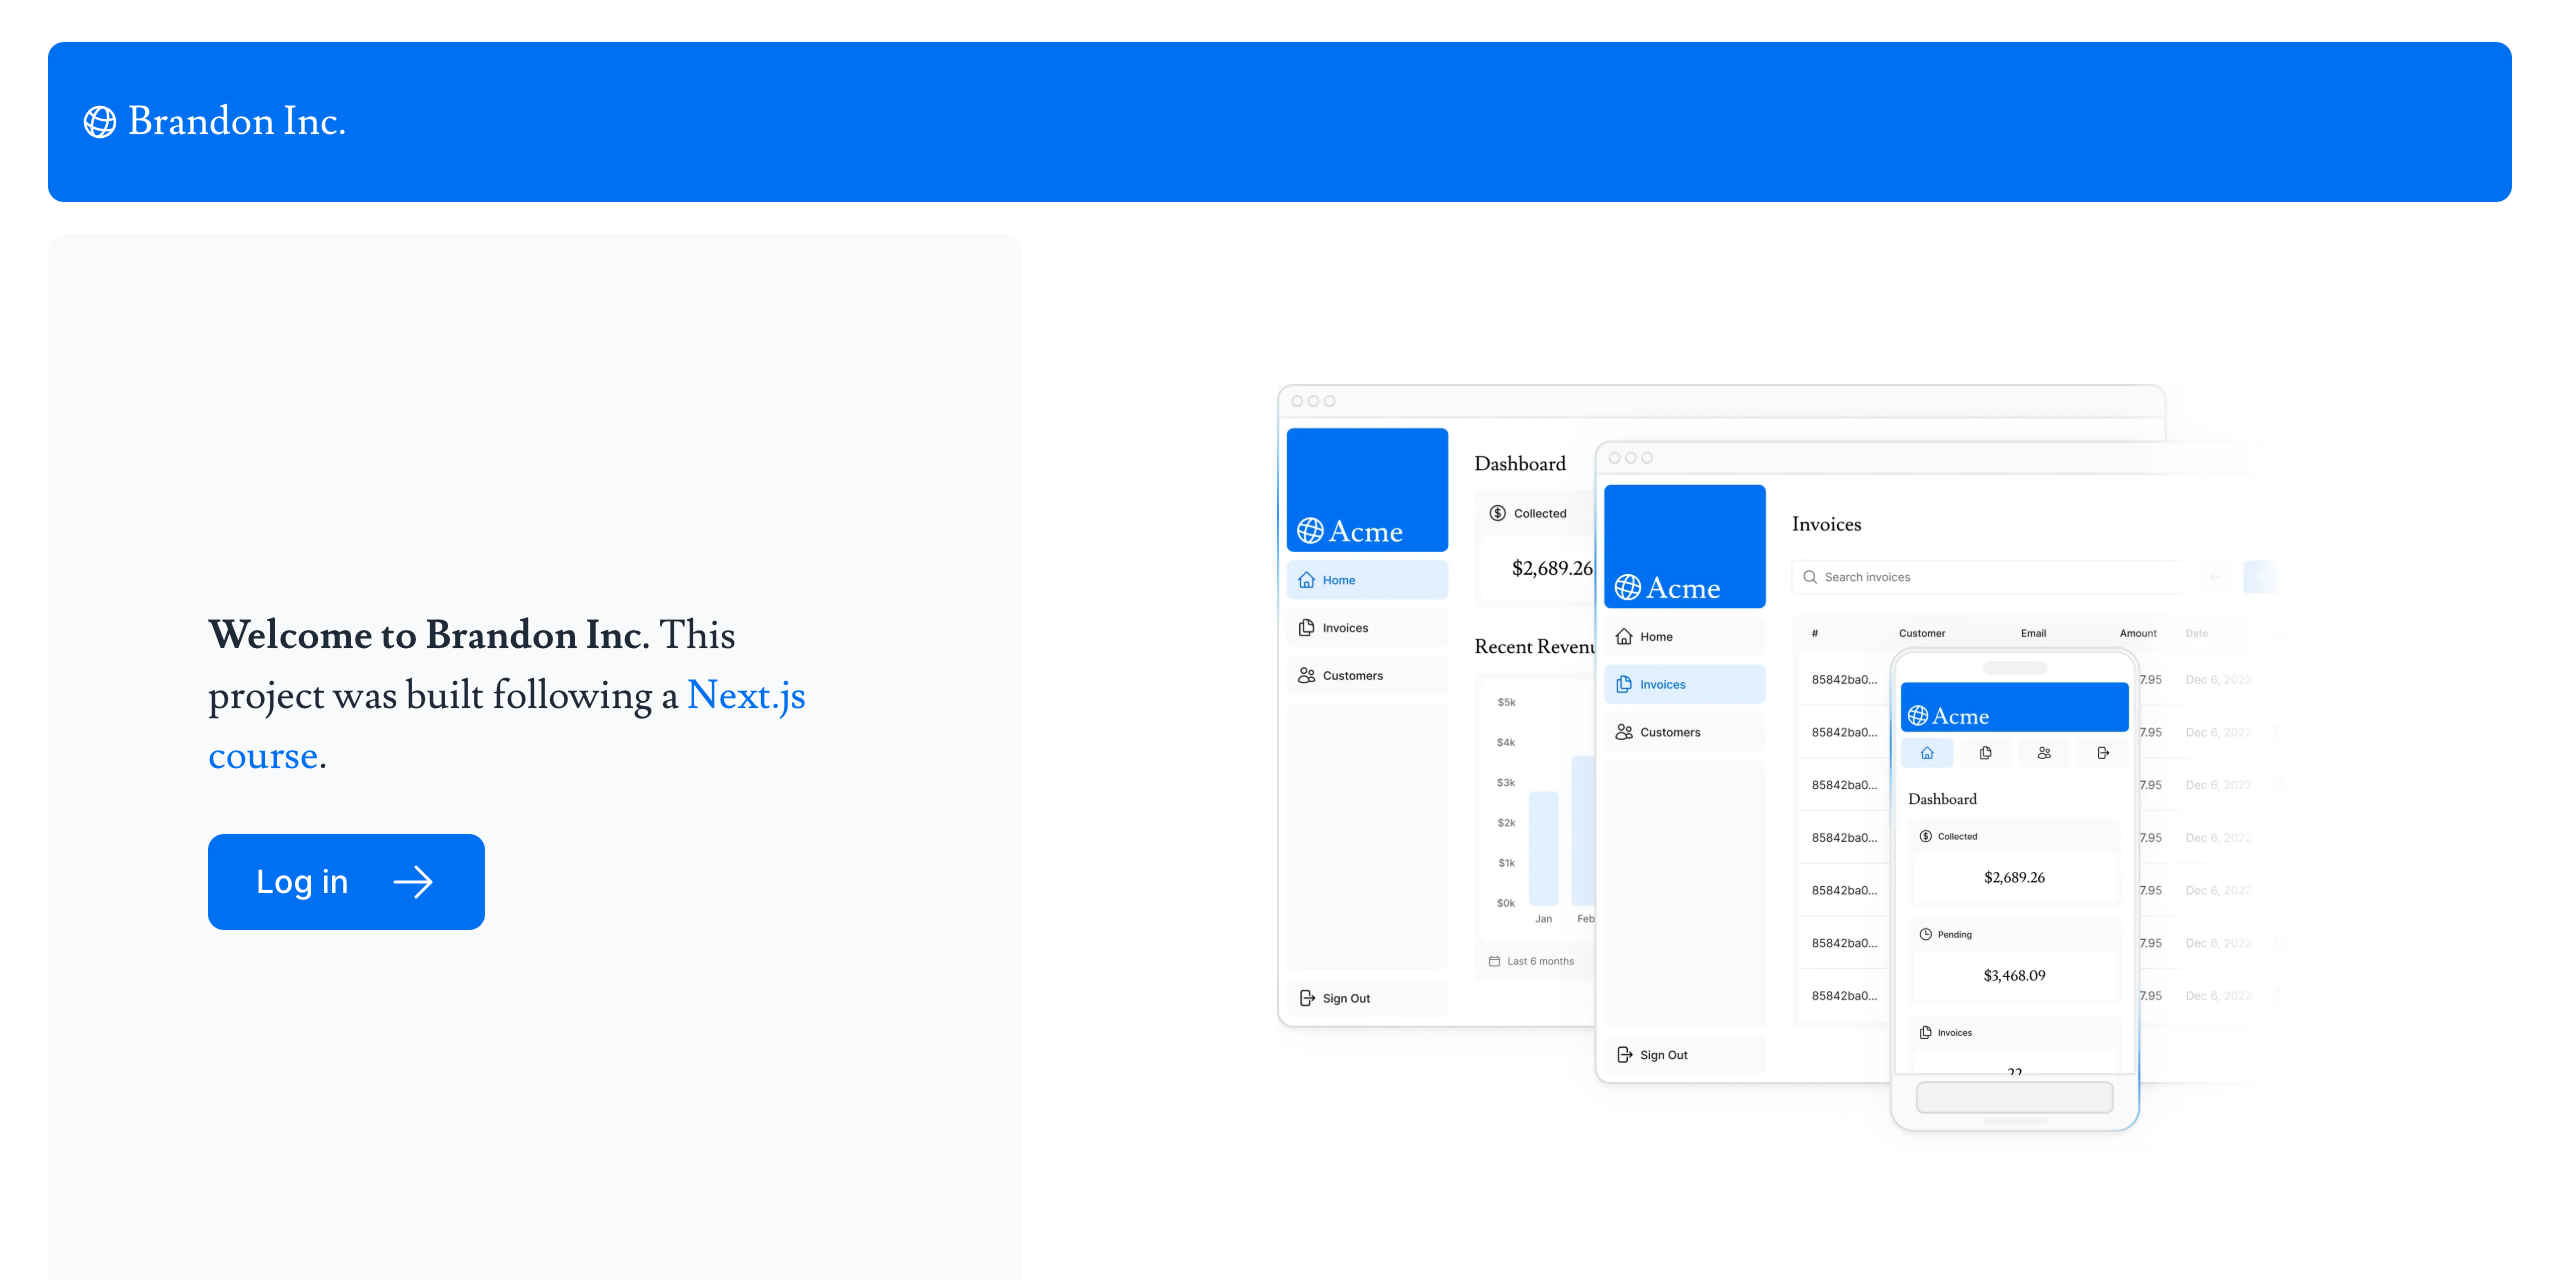 Brandon Inc.
Welcome to Brandon Inc. This
project was built following a Next.js
course.
Log in
Acme
Home
Invoices
Customers
Sign Out
Dashboard
Collected
$2,689.26
Recent
$5k
$4k
$3k
$2k
$1k
$0k
Jan
Feb
Last 6 months
Acme
Home
Invoices
Customers
Sign Out
Invoices
Search invoices
# Customer Email Amount Date
85842ba0... 7.95 Dec 6, 2022
85842ba0... 7.95 Dec 6, 2022
85842ba0... 7.95 Dec 6, 2022
85842ba0... 7.95 Dec 6, 2022
85842ba0... 7.95 Dec 6, 2022
85842ba0... 7.95 Dec 6, 2022
85842ba0... 7.95 Dec 6, 2022
Acme
Dashboard
Collected
$2,689.26
Pending
$3,468.09
Invoices
22